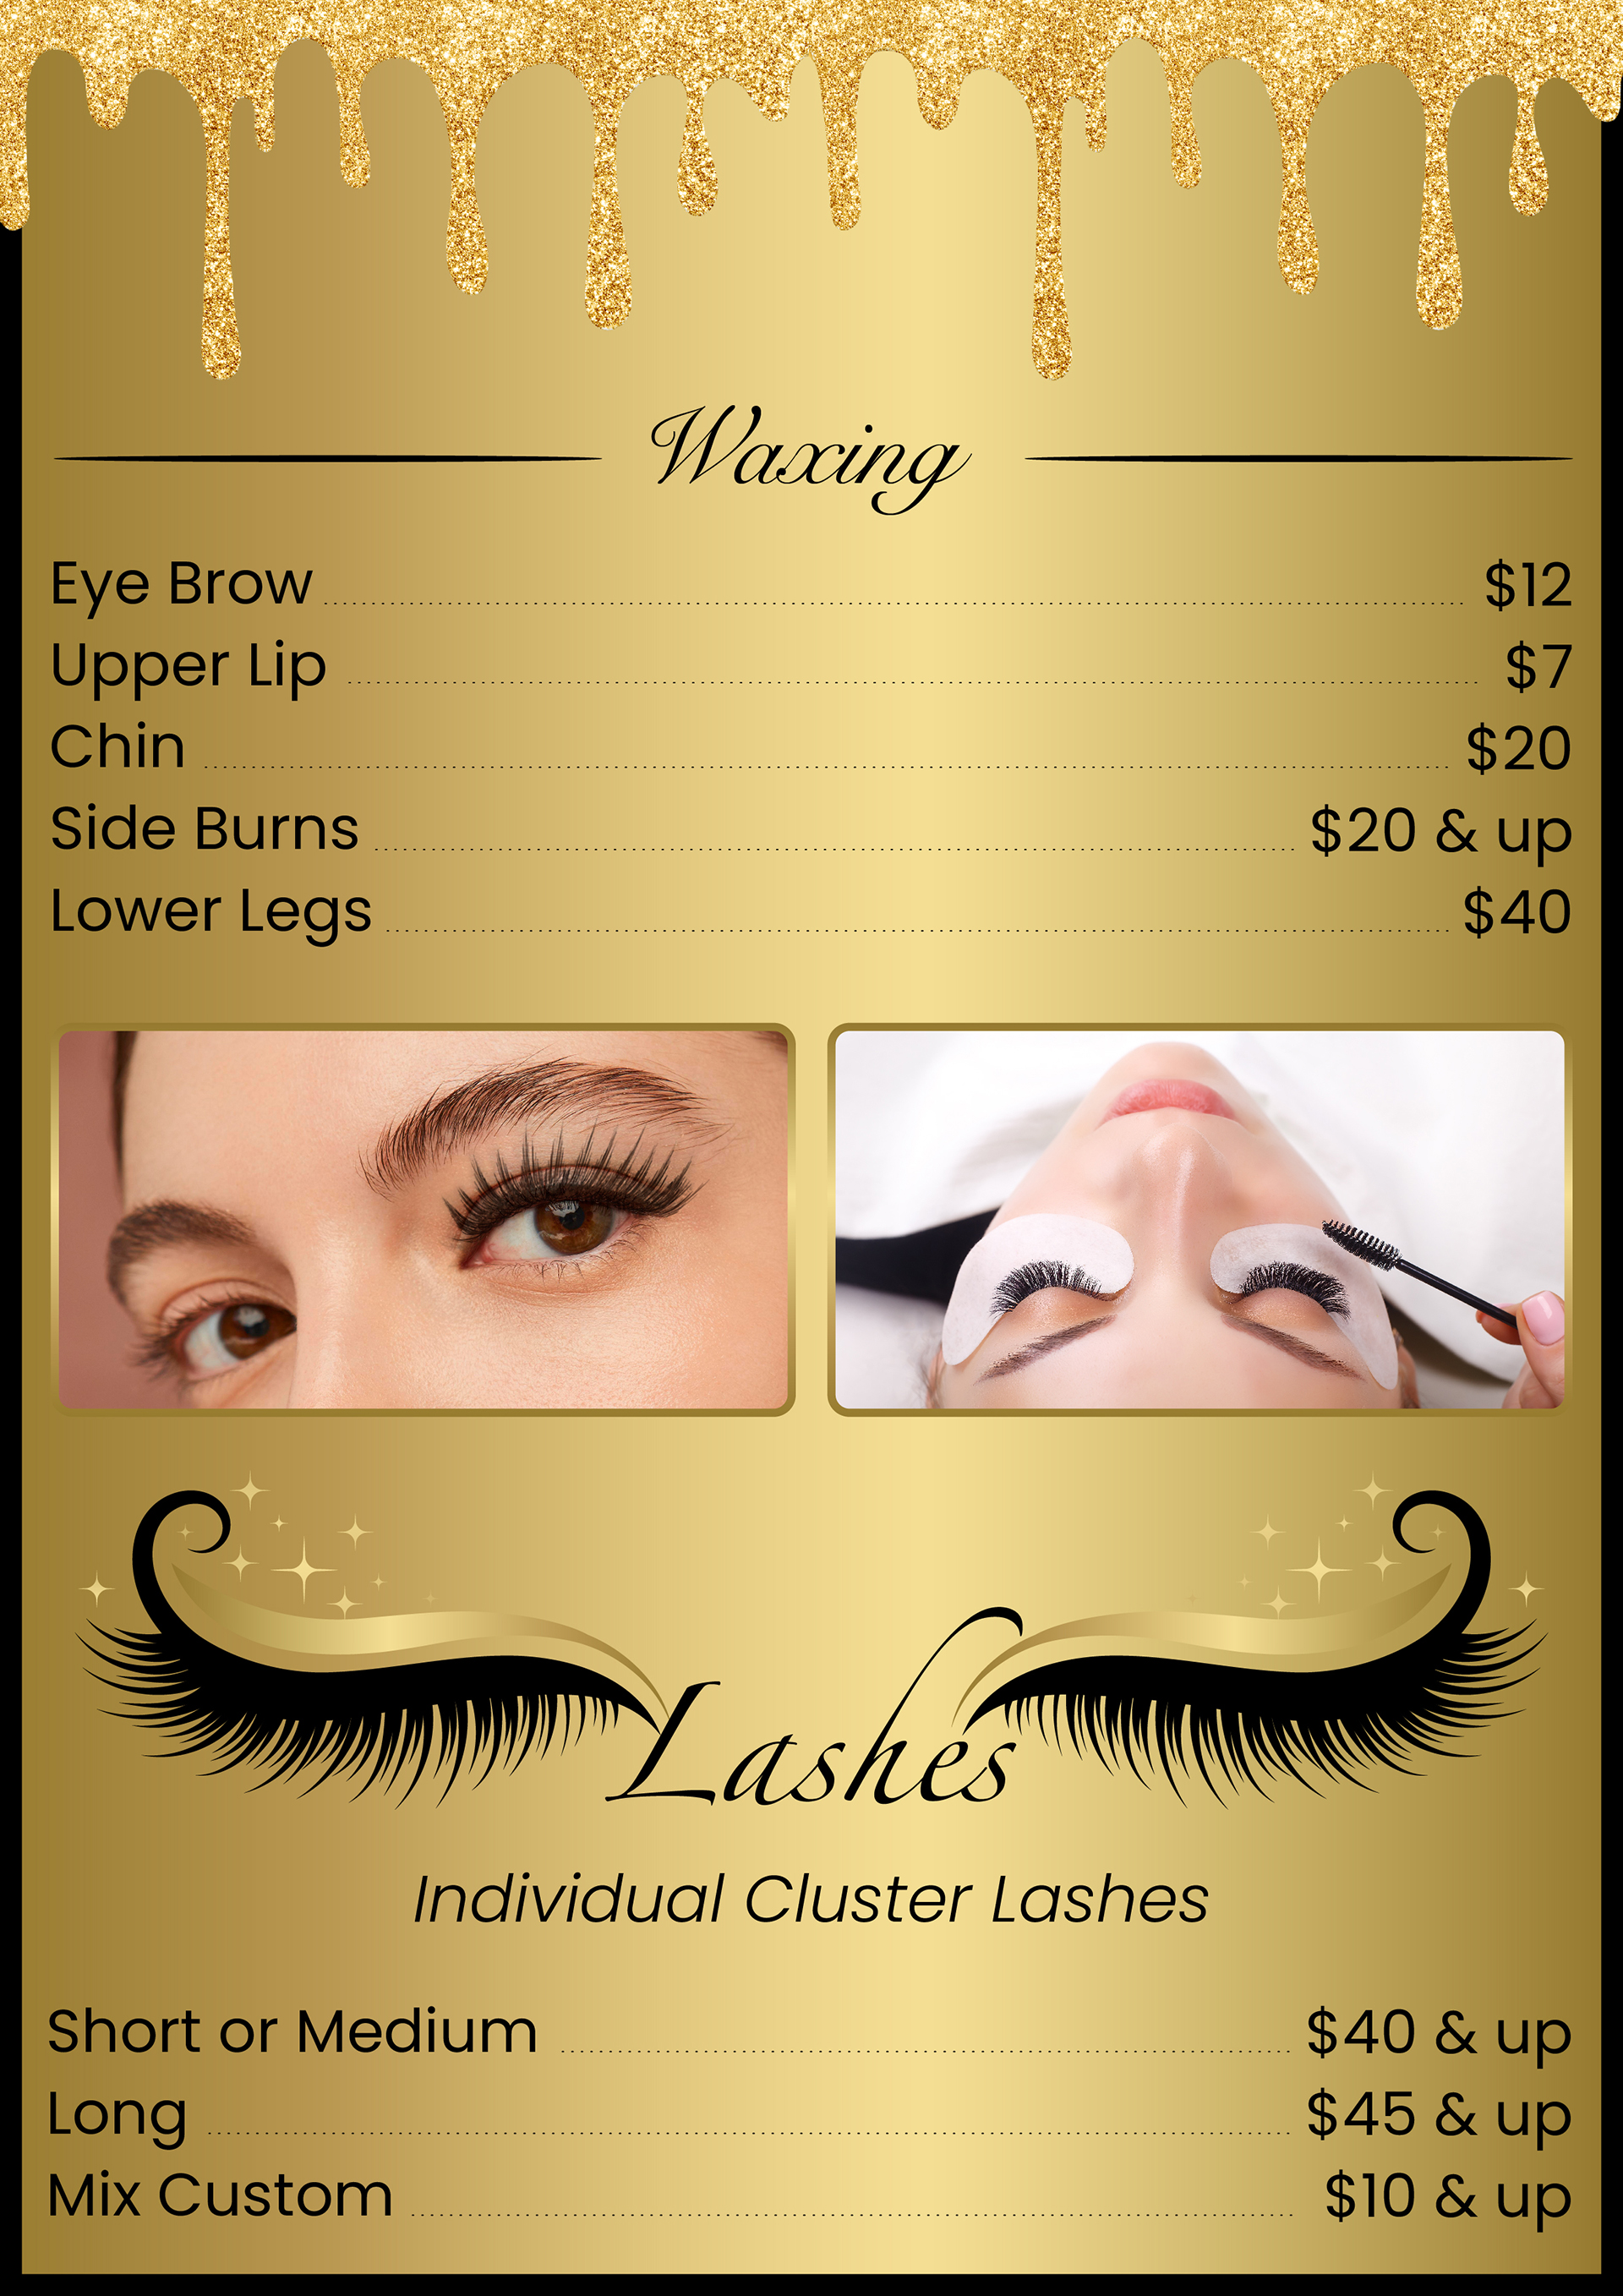 Waxing
Eye Brow $12
Upper Lip $7
Chin $20
Side Burns $20 & up
Lower Legs $40
Lashes
Individual Cluster Lashes
Short or Medium $40 & up
Long $45 & up
Mix Custom $10 & up